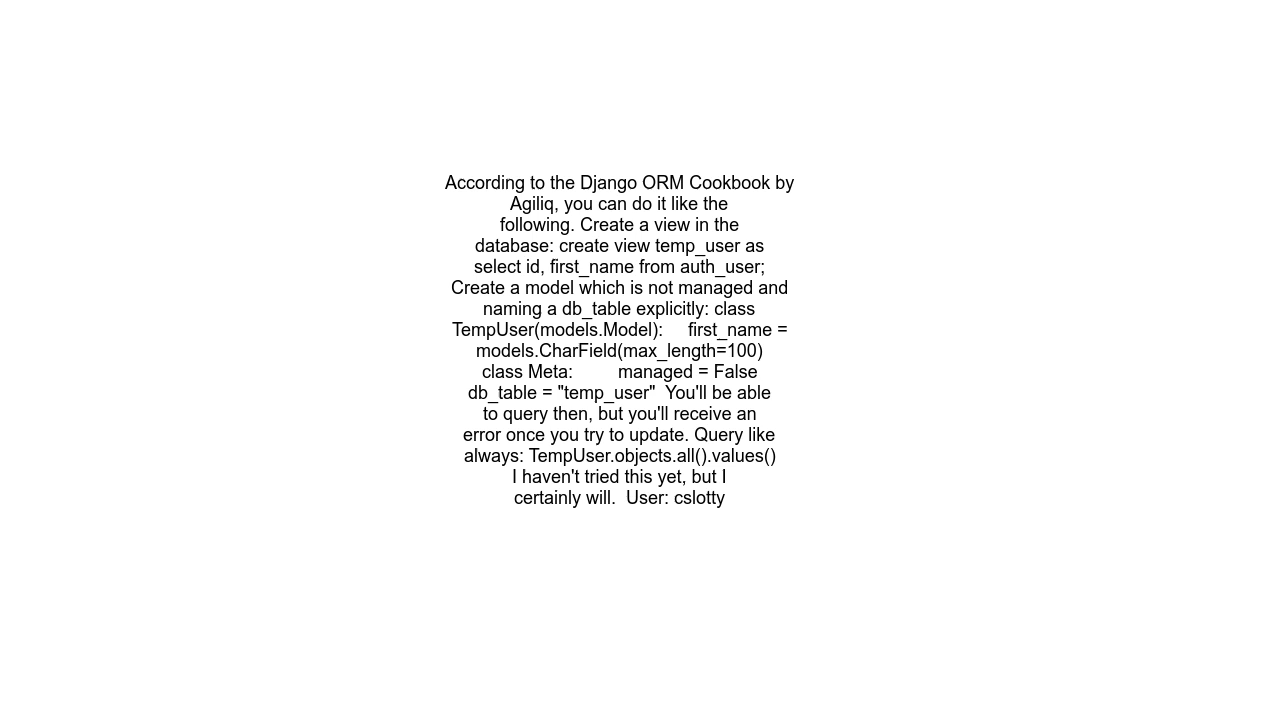 According to the Django ORM Cookbook by
Agiliq, you can do it like the
following. Create a view in the
database: create view temp_user as
select id, first_name from auth_user;
Create a model which is not managed and
naming a db_table explicitly: class
TempUser(models.Model):     first_name =
models.CharField(max_length=100)
class Meta:         managed = False
db_table = "temp_user"  You'll be able
to query then, but you'll receive an
error once you try to update. Query like
always: TempUser.objects.all().values()
I haven't tried this yet, but I
certainly will.  User: cslotty